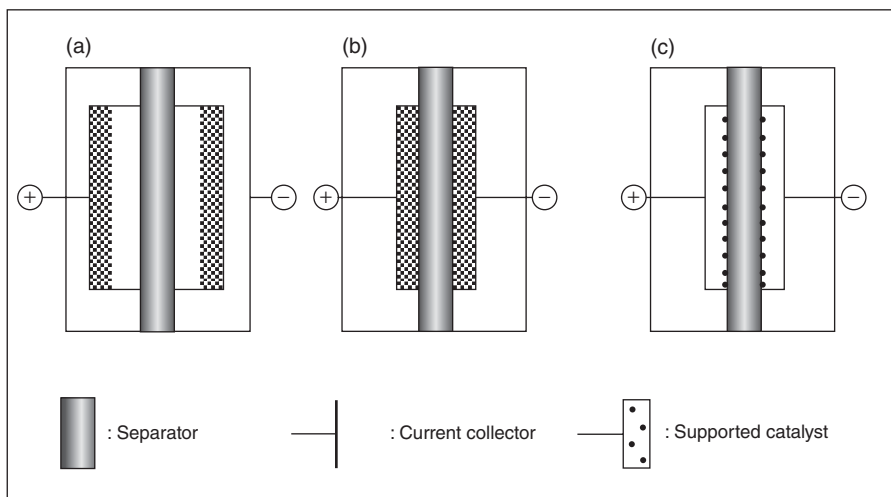 (a)
(b)
(c)
+
−
+
−
+
−
: Separator
: Current collector
: Supported catalyst